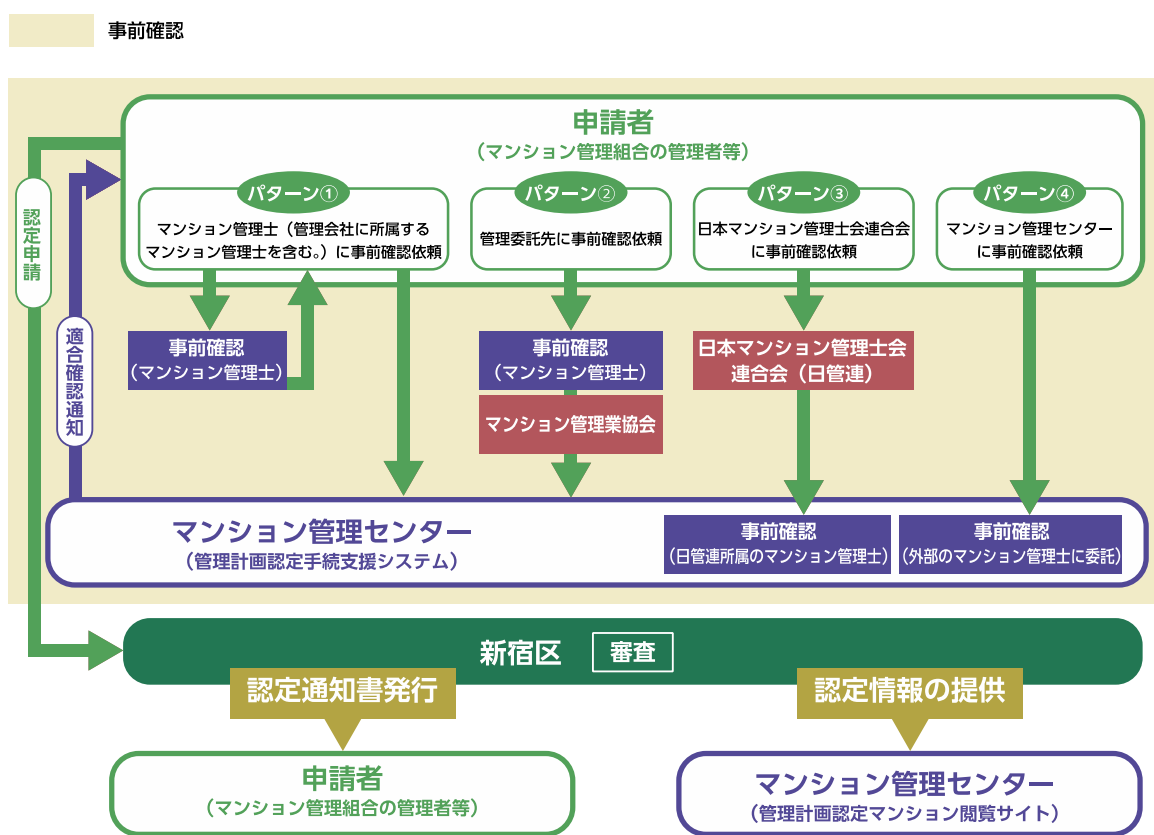 事前確認
申請者
（マンション管理組合の管理者等）
パターン①
マンション管理士（管理会社に所属する
マンション管理士を含む。）に事前確認依頼
パターン②
管理委託先に事前確認依頼
パターン③
日本マンション管理士会連合会
に事前確認依頼
パターン④
マンション管理センター
に事前確認依頼
認定申請
適合確認通知
事前確認
（マンション管理士）
事前確認
（マンション管理士）
マンション管理業協会
日本マンション管理士会
連合会（日管連）
マンション管理センター
（管理計画認定手続支援システム）
事前確認
（日管連所属のマンション管理士）
事前確認
（外部のマンション管理士に委託）
新宿区
審査
認定通知書発行
認定情報の提供
申請者
（マンション管理組合の管理者等）
マンション管理センター
（管理計画認定マンション閲覧サイト）